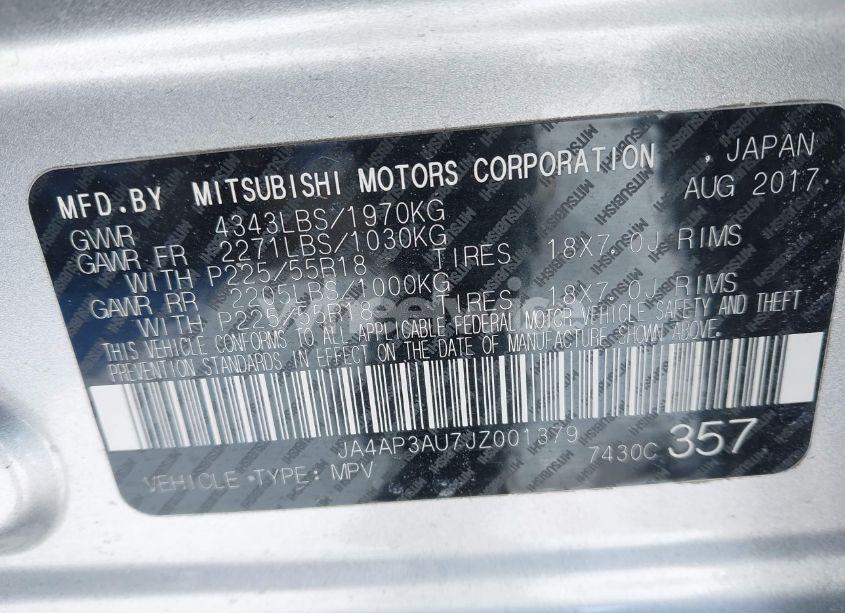 MFD.BY MITSUBISHI MOTORS CORPORATION , JAPAN
GVWR 4343LBS/1970KG AUG 2017
GAWR FR 2271LBS/1030KG
WITH P225/55R18 TIRES 18X7.0J RIMS
GAWR RR 2205LBS/1000KG
WITH P225/55R18 TIRES 18X7.0J RIMS
THIS VEHICLE CONFORMS TO ALL APPLICABLE FEDERAL MOTOR VEHICLE SAFETY AND THEFT
PREVENTION STANDARDS IN EFFECT ON THE DATE OF MANUFACTURE SHOWN ABOVE.
JA4AP3AU7JZ001379
VEHICLE TYPE: MPV 7430C 357